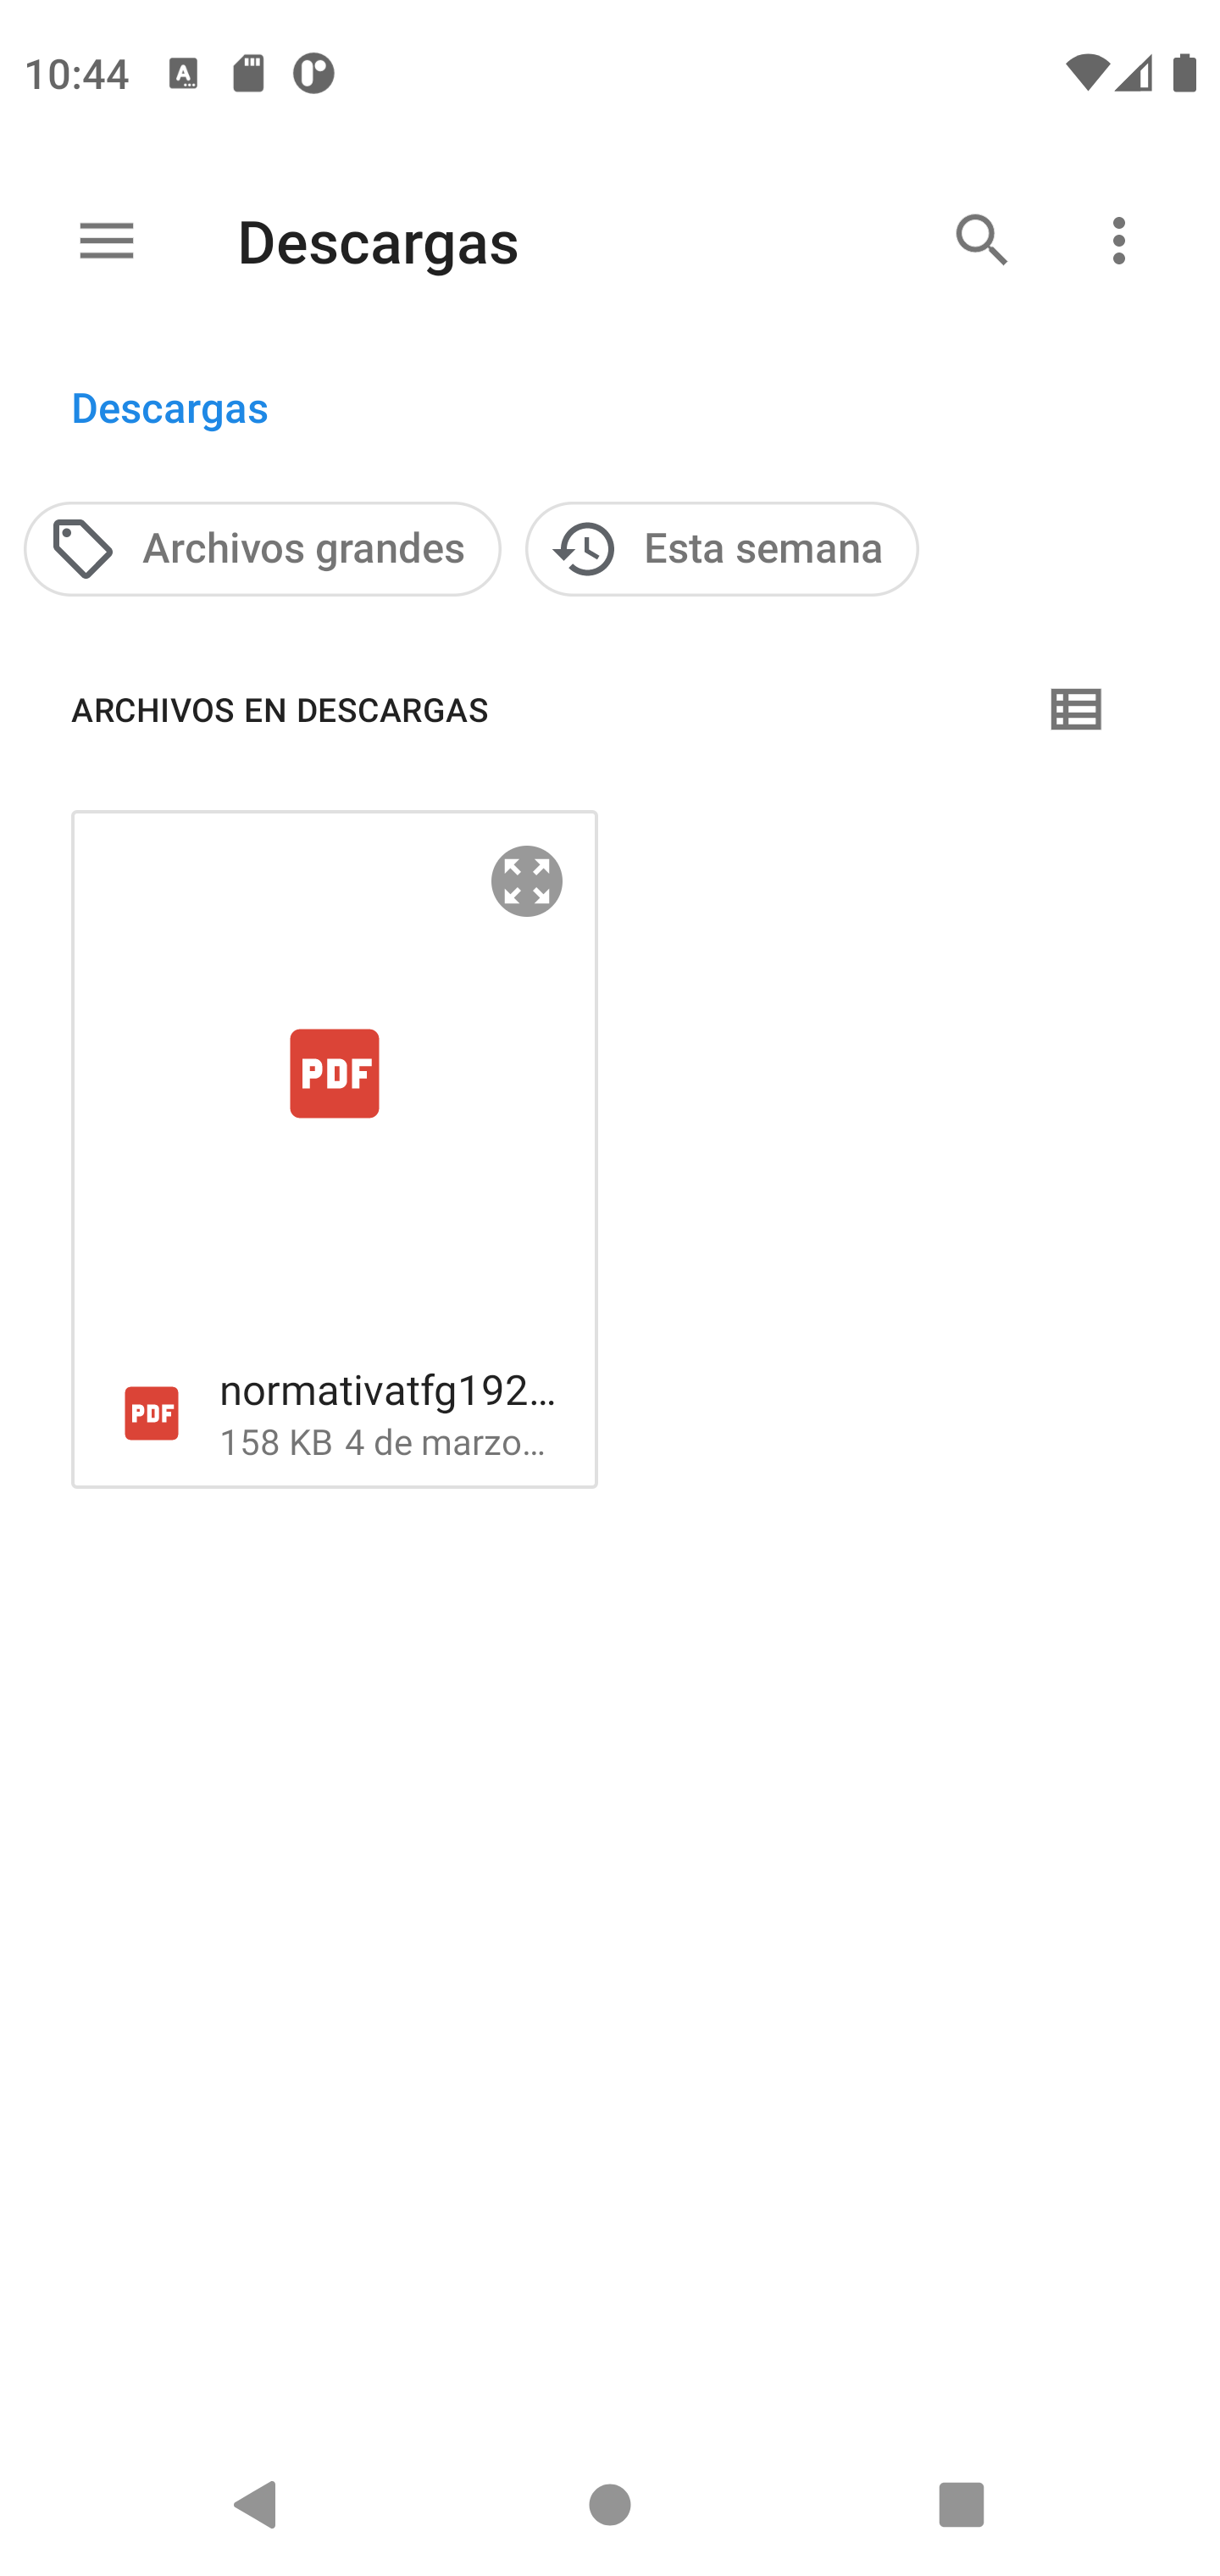 10:44
Descargas
Descargas
Archivos grandes
Esta semana
ARCHIVOS EN DESCARGAS
PDF
PDF
normativatfg192...
158 KB 4 de marzo...